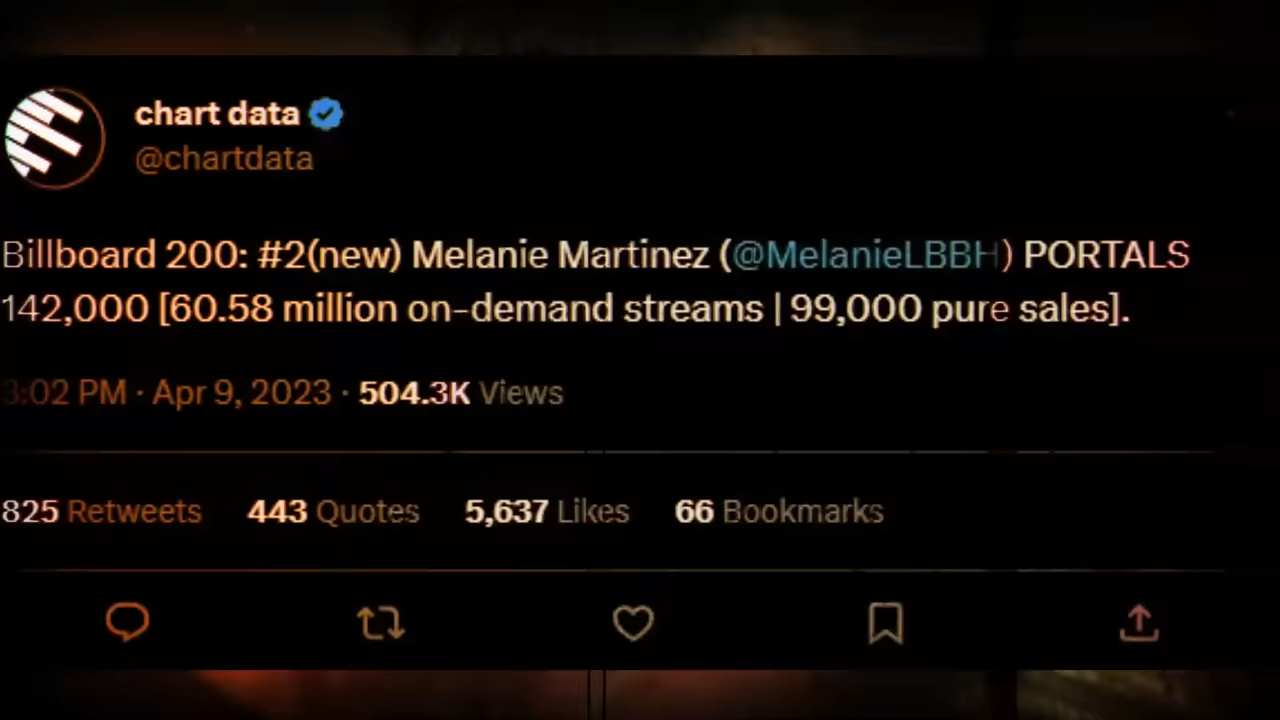 chart data
@chartdata
Billboard 200: #2(new) Melanie Martinez (@MelanieLBBH) PORTALS
142,000 [60.58 million on-demand streams | 99,000 pure sales].
3:02 PM · Apr 9, 2023 · 504.3K Views
825 Retweets 443 Quotes 5,637 Likes 66 Bookmarks